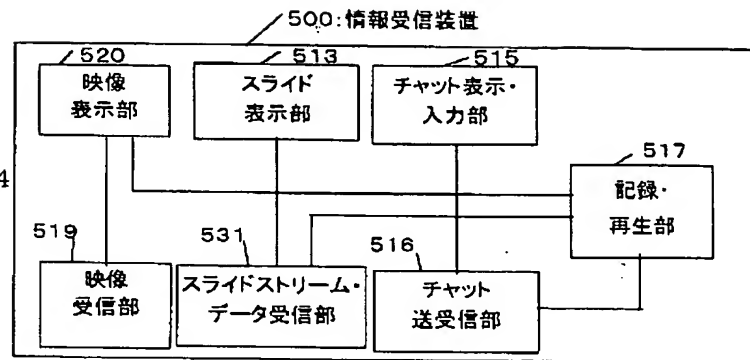 500:情報受信装置
520
513
515
映像
表示部
スライド
表示部
チャット表示・
入力部
517
記録・
再生部
4
519
531
516
映像
受信部
スライドストリーム・
データ受信部
チャット
送受信部